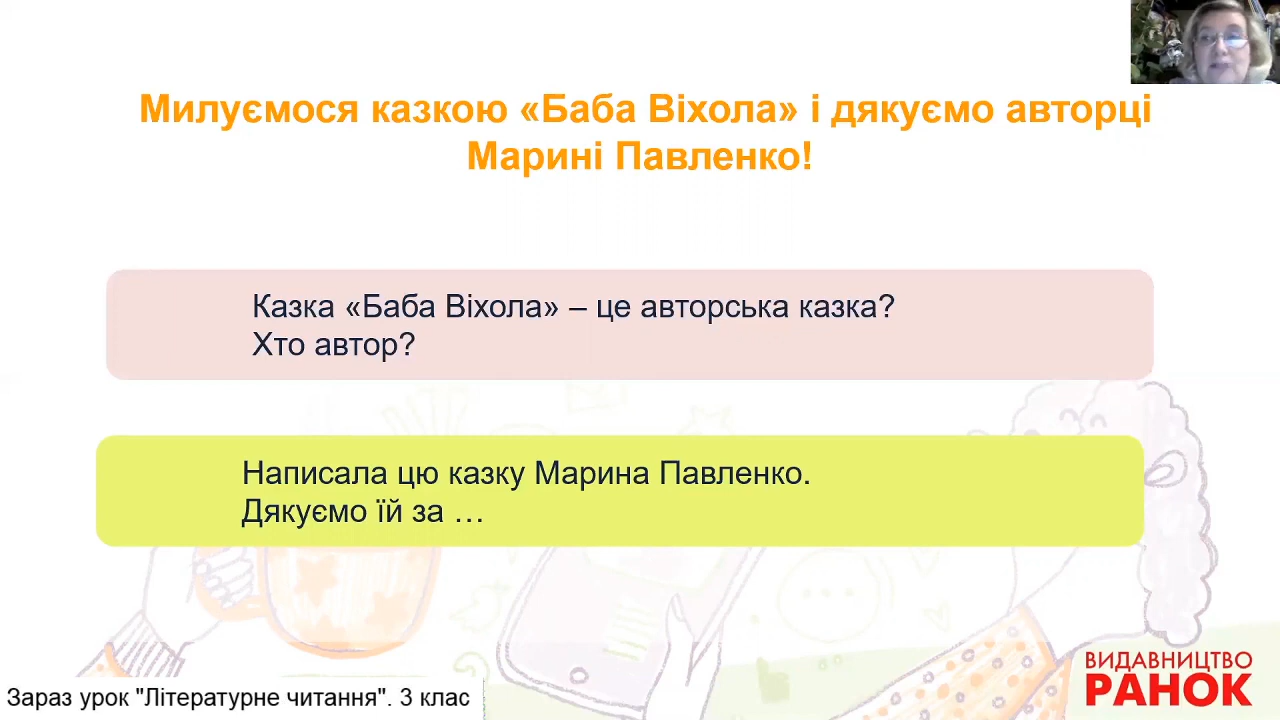 Милуємося казкою «Баба Віхола» і дякуємо авторці
Марині Павленко!
Казка «Баба Віхола» – це авторська казка?
Хто автор?
Написала цю казку Марина Павленко.
Дякуємо їй за …
ВИДАВНИЦТВО
РАНОК
Зараз урок "Літературне читання". 3 клас